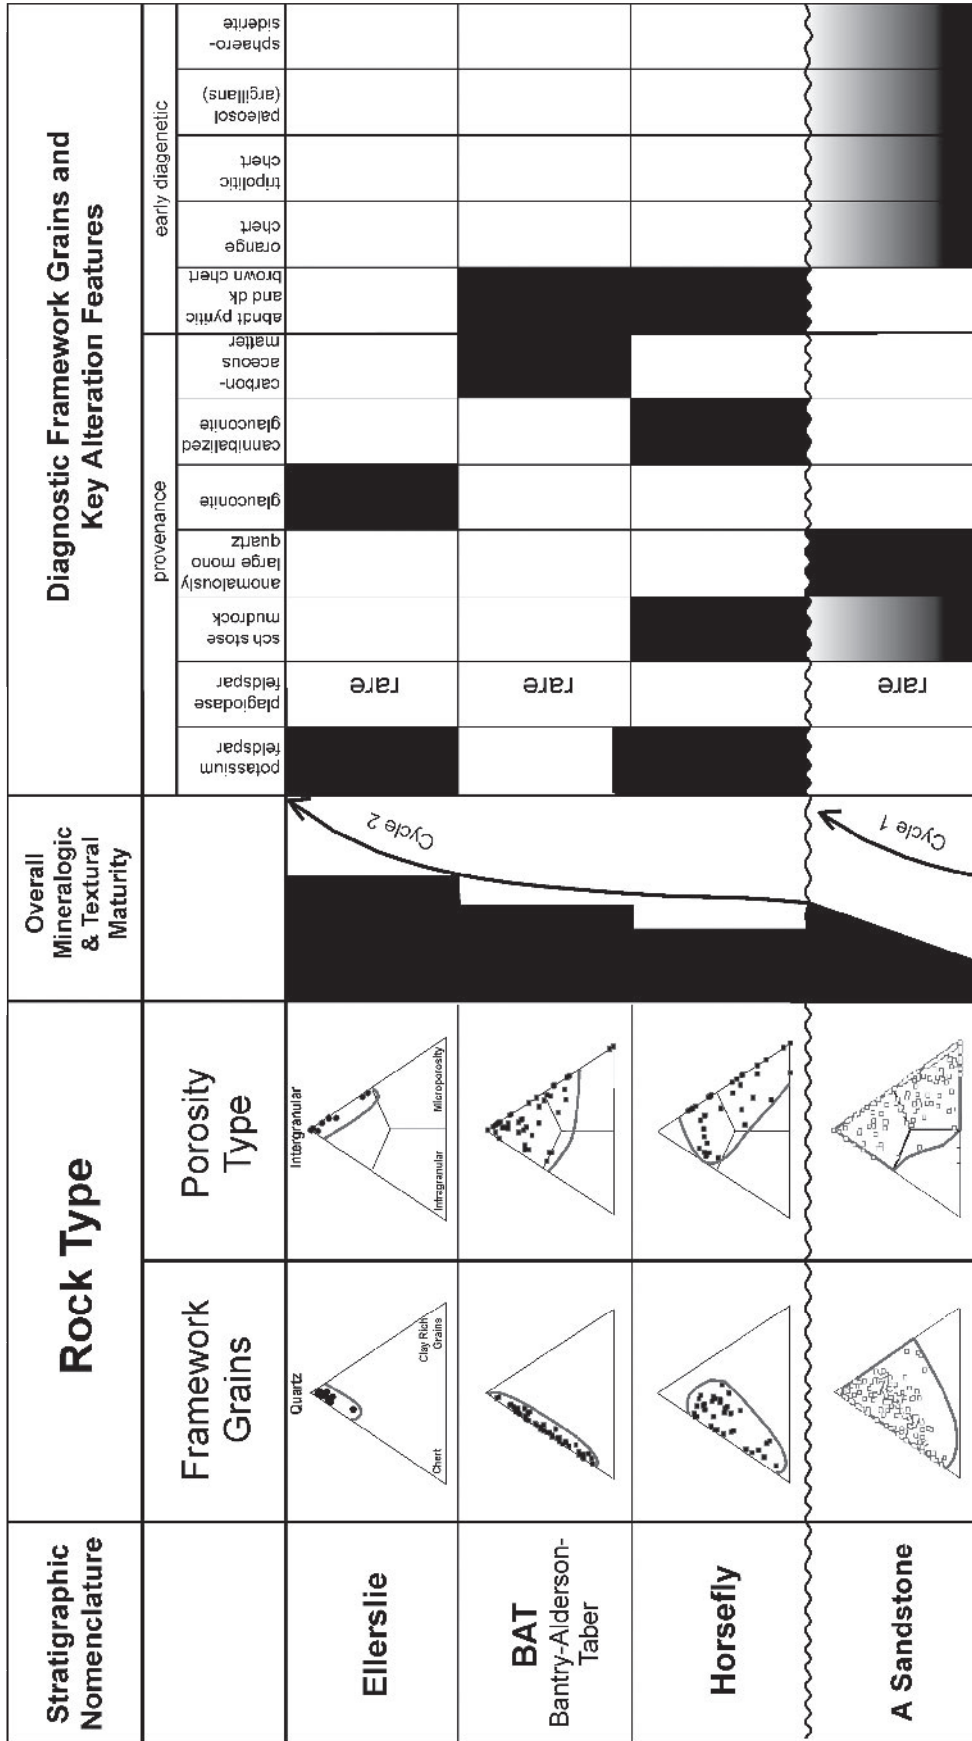 Stratigraphic
Nomenclature
Rock Type
Overall
Mineralogic
& Textural
Maturity
Diagnostic Framework Grains and
Key Alteration Features
Framework
Grains
Porosity
Type
provenance
early diagenetic
potassium
feldspar
plagiodase
feldspar
sch stose
mudrock
anomalously
large mono
quartz
glauconite
cannibalized
glauconite
carbon-
aceous
matter
abndt pyritic
and dk
brown chert
orange
chert
tripolitic
chert
paleosol
(argillans)
sphaero-
siderite
Ellerslie
Quartz
Chert
Clay Rich
Grains
Intergranular
Intragranular
Microporosity
Cycle 2
rare
BAT
Bantry-Alderson-
Taber
rare
Horsefly
A Sandstone
Cycle 1
rare